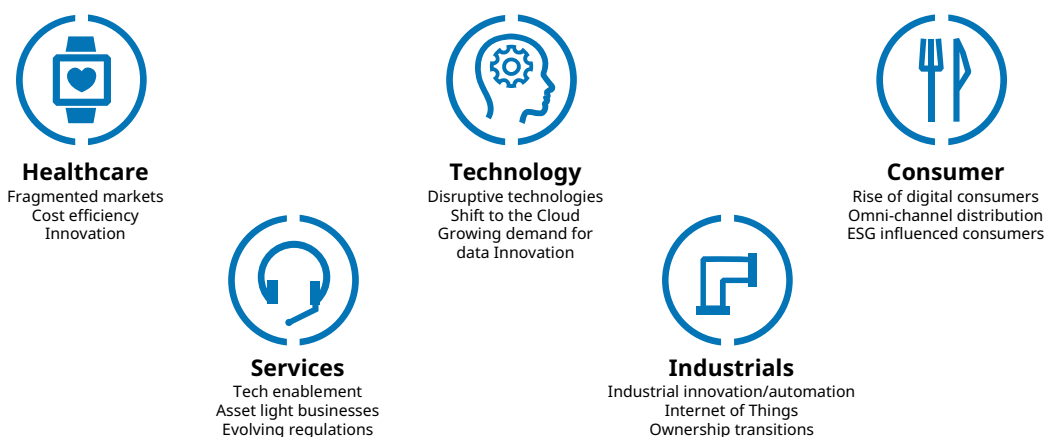 Healthcare
Fragmented markets
Cost efficiency
Innovation
Technology
Disruptive technologies
Shift to the Cloud
Growing demand for
data Innovation
Consumer
Rise of digital consumers
Omni-channel distribution
ESG influenced consumers
Services
Tech enablement
Asset light businesses
Evolving regulations
Industrials
Industrial innovation/automation
Internet of Things
Ownership transitions